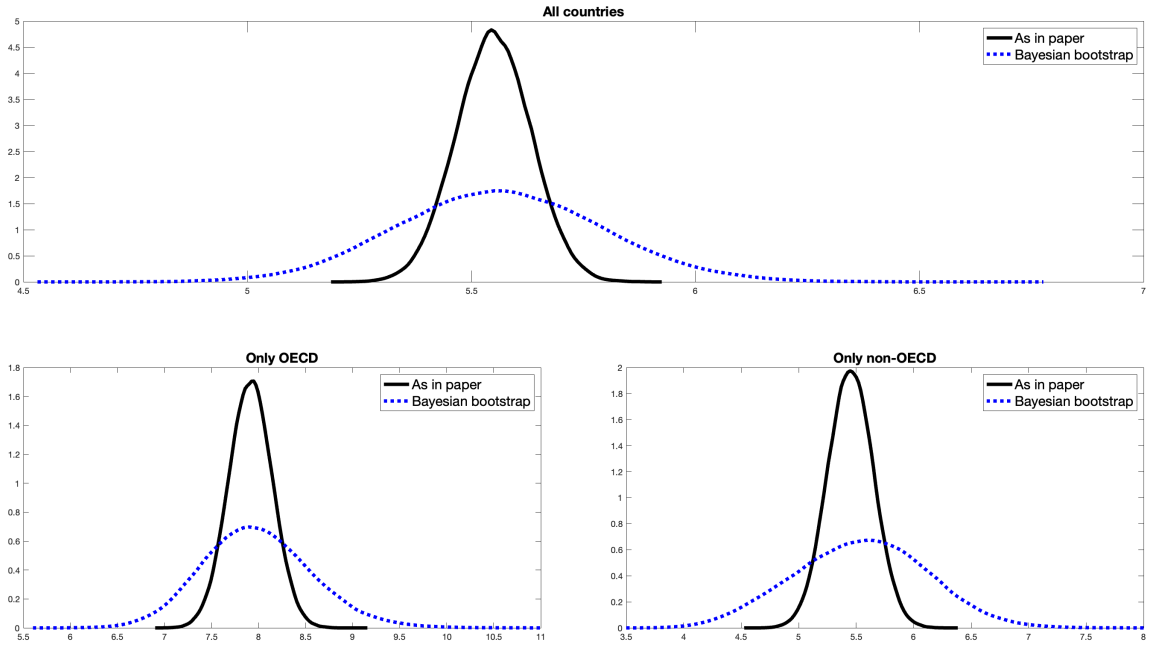 All countries
5
4.5
4
3.5
3
2.5
2
1.5
1
0.5
0
As in paper
Bayesian bootstrap
4.5 5 5.5 6 6.5 7
Only OECD
1.8
1.6
1.4
1.2
1
0.8
0.6
0.4
0.2
0
As in paper
Bayesian bootstrap
5.5 6 6.5 7 7.5 8 8.5 9 9.5 10 10.5 11
Only non-OECD
2
1.8
1.6
1.4
1.2
1
0.8
0.6
0.4
0.2
0
As in paper
Bayesian bootstrap
3.5 4 4.5 5 5.5 6 6.5 7 7.5 8